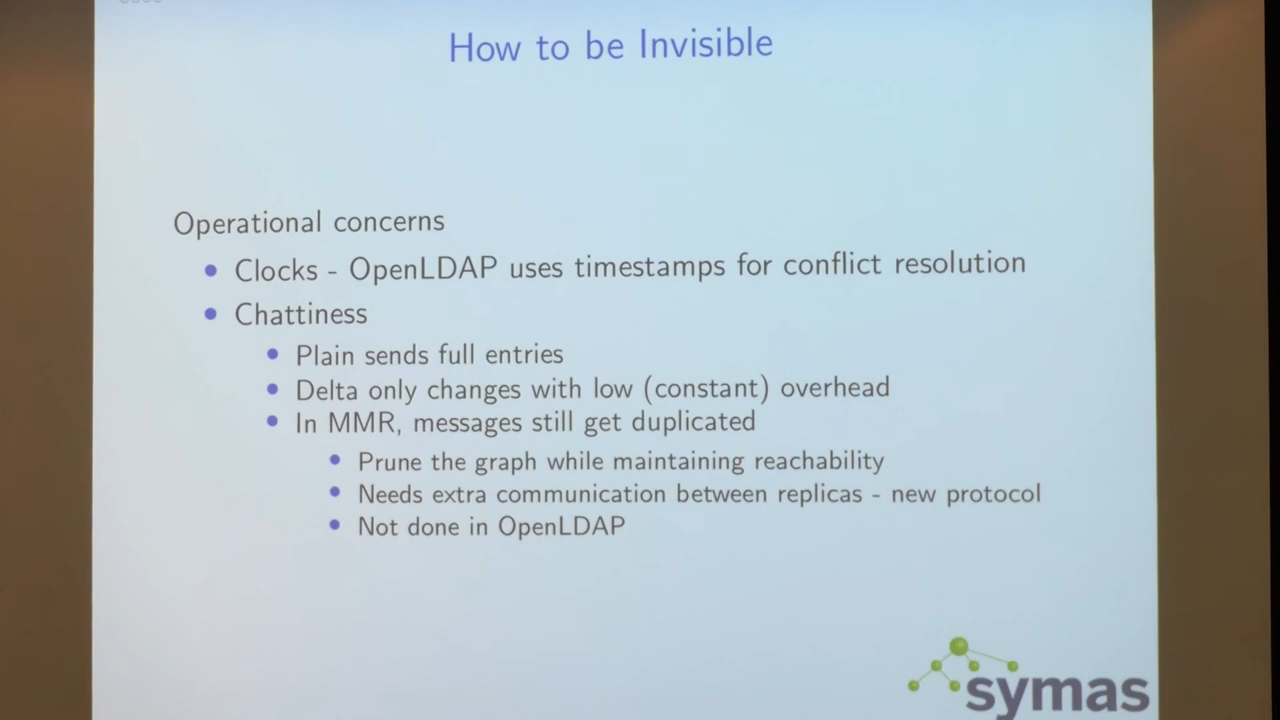 How to be Invisible
Operational concerns
Clocks - OpenLDAP uses timestamps for conflict resolution
Chattiness
Plain sends full entries
Delta only changes with low (constant) overhead
In MMR, messages still get duplicated
Prune the graph while maintaining reachability
Needs extra communication between replicas - new protocol
Not done in OpenLDAP
symas